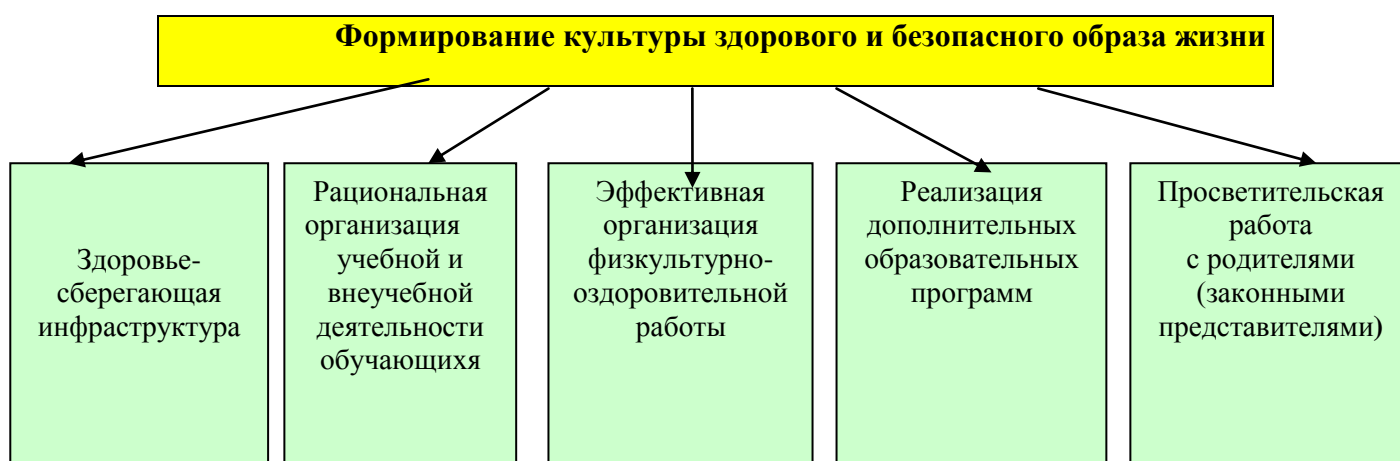 Формирование культуры здорового и безопасного образа жизни
Здоровье-
сберегающая
инфраструктура
Рациональная
организация
учебной и
внеучебной
деятельности
обучающихя
Эффективная
организация
физкультурно-
оздоровительной
работы
Реализация
дополнительных
образовательных
программ
Просветительская
работа
с родителями
(законными
представителями)